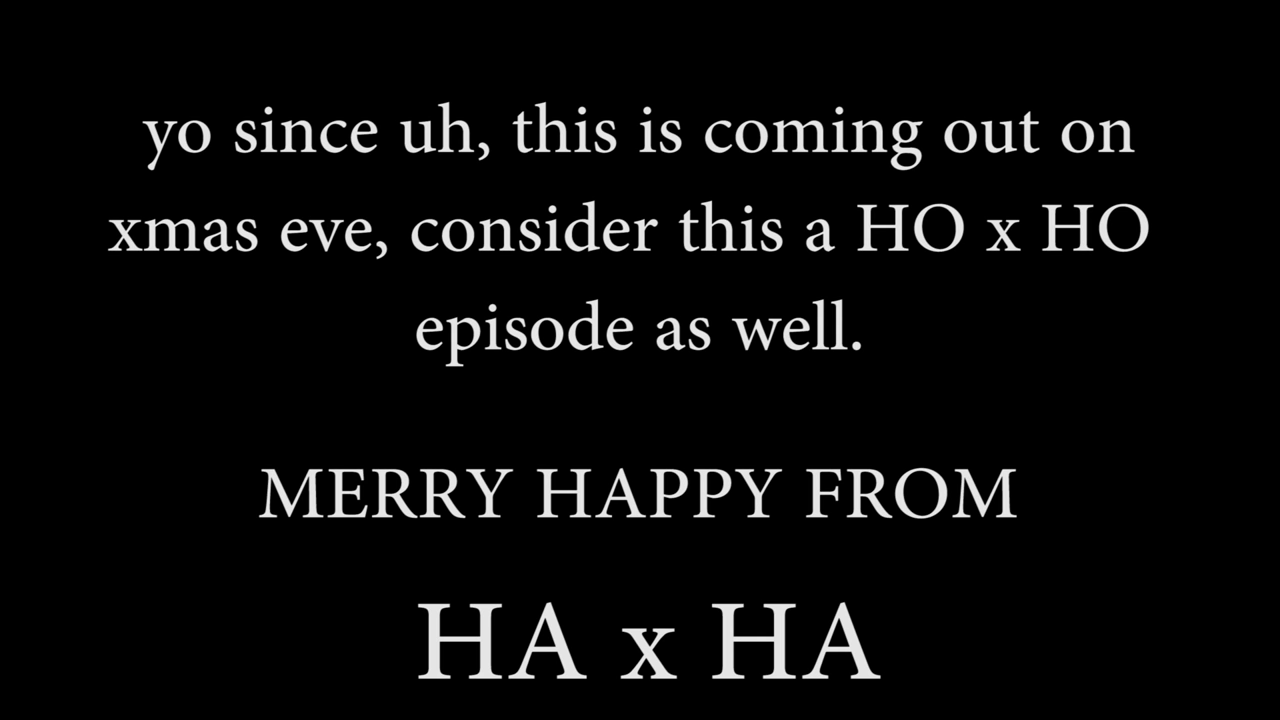 yo since uh, this is coming out on
xmas eve, consider this a HO x HO
episode as well.
MERRY HAPPY FROM
HA x HA